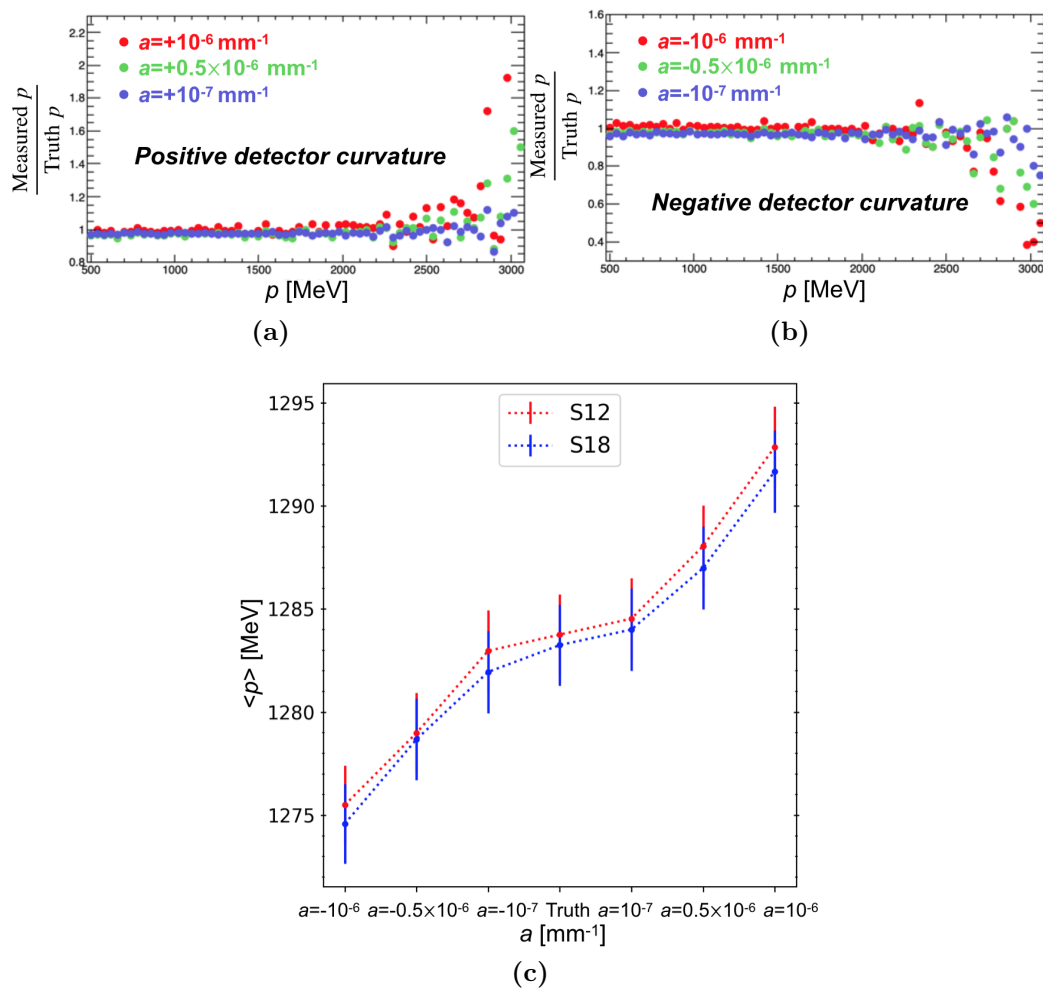 2.2
2.0
1.8
1.6
1.4
1.2
1
0.8
Measured p
Truth p
a=+10⁻⁶ mm⁻¹
a=+0.5×10⁻⁶ mm⁻¹
a=+10⁻⁷ mm⁻¹
Positive detector curvature
500 1000 1500 2000 2500 3000
p [MeV]
(a)
1.6
1.4
1.2
1
0.8
0.6
0.4
Measured p
Truth p
a=-10⁻⁶ mm⁻¹
a=-0.5×10⁻⁶ mm⁻¹
a=-10⁻⁷ mm⁻¹
Negative detector curvature
500 1000 1500 2000 2500 3000
p [MeV]
(b)
S12
S18
1295
1290
1285
1280
1275
<p> [MeV]
a=-10⁻⁶ a=-0.5×10⁻⁶ a=-10⁻⁷ Truth a=10⁻⁷ a=0.5×10⁻⁶ a=10⁻⁶
a [mm⁻¹]
(c)